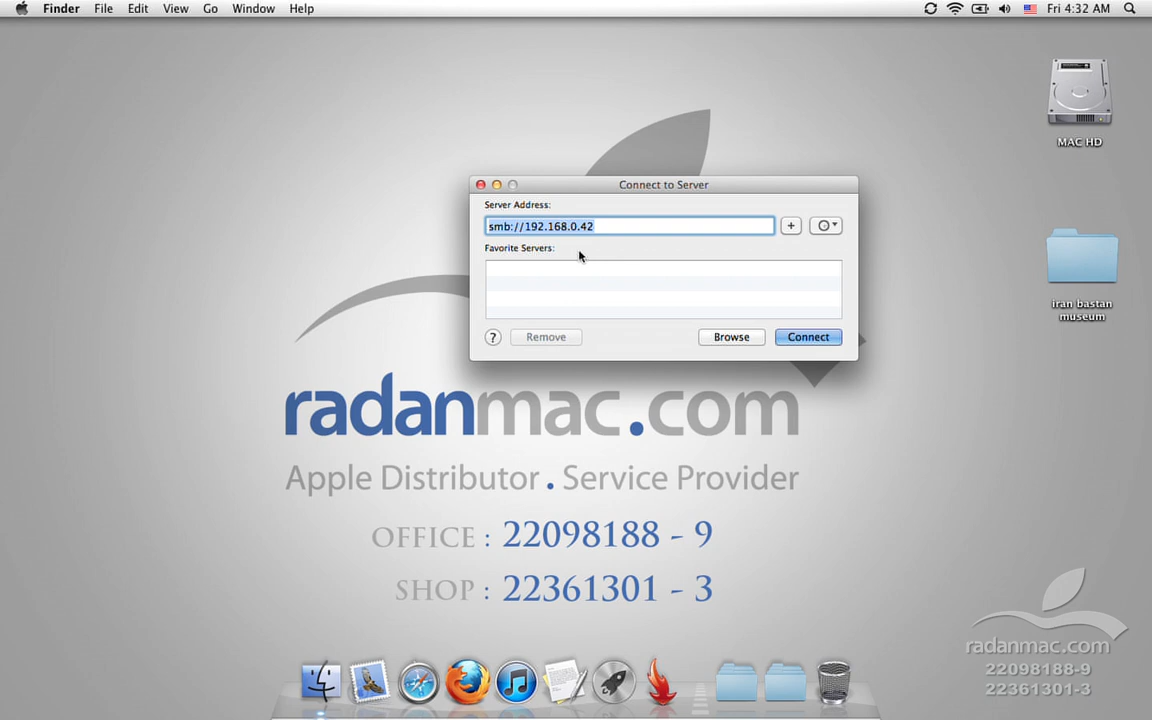 Finder File Edit View Go Window Help
Fri 4:32 AM
MAC HD
Connect to Server
Server Address:
smb://192.168.0.42
+
Favorite Servers:
? Remove Browse Connect
iran bastan
museum
radanmac.com
Apple Distributor . Service Provider
OFFICE : 22098188 - 9
SHOP : 22361301 - 3
radanmac.com
22098188-9
22361301-3